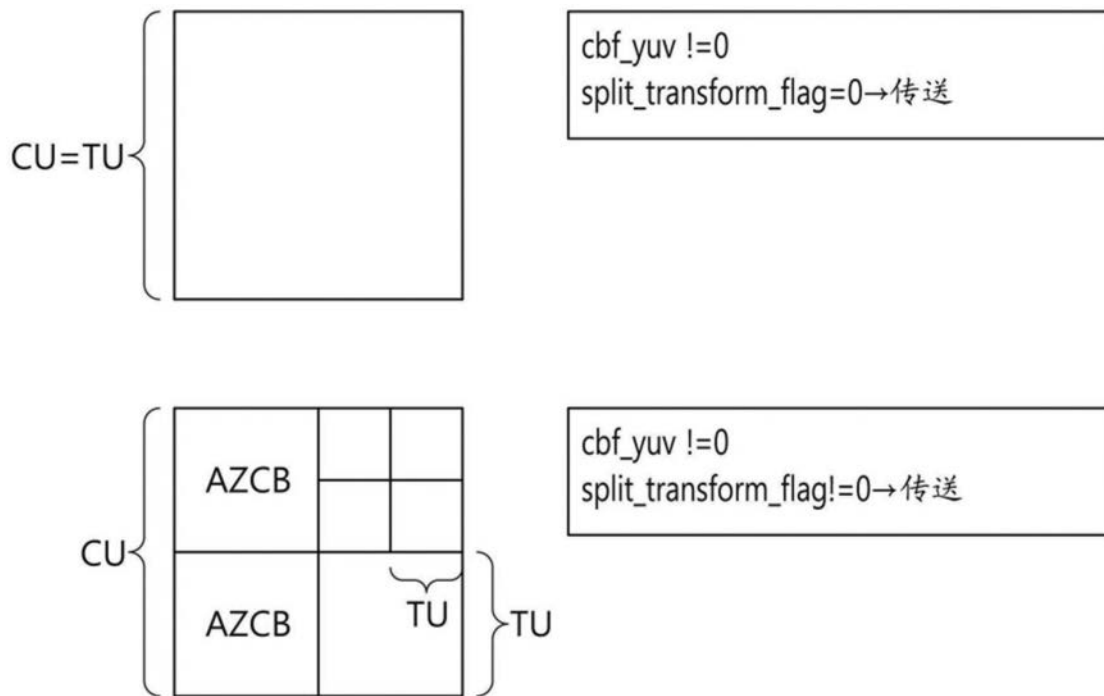 CU=TU
cbf_yuv !=0
split_transform_flag=0→传送
CU
AZCB
AZCB
TU
TU
cbf_yuv !=0
split_transform_flag!=0→传送